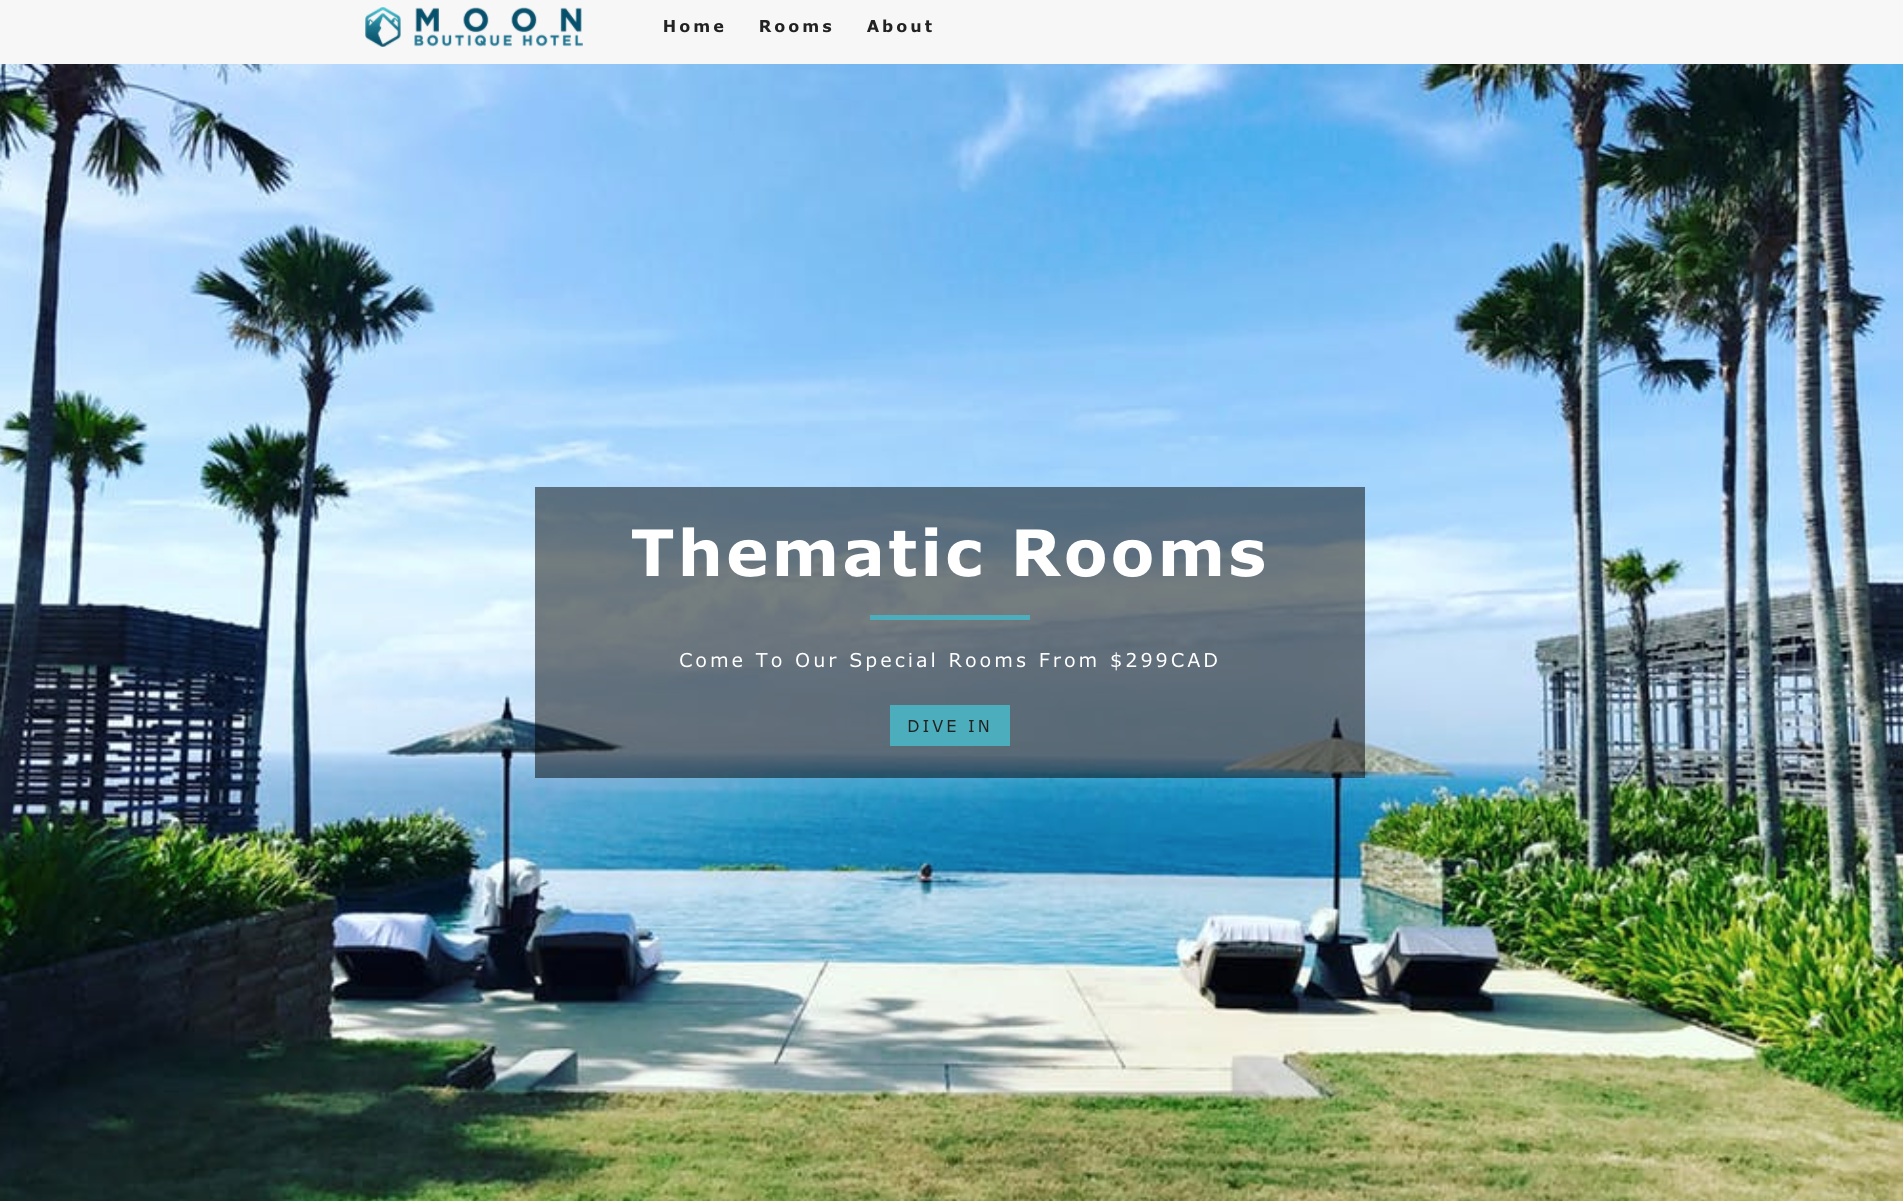 MOON
BOUTIQUE HOTEL
Home Rooms About
Thematic Rooms
Come To Our Special Rooms From $299CAD
DIVE IN